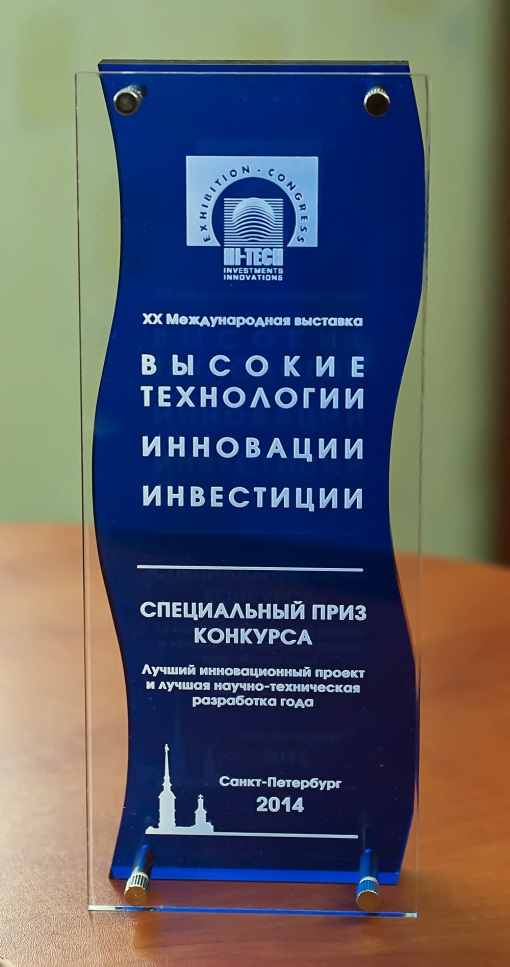 EXHIBITION - CONGRESS
HI-TECH
INVESTMENTS
INNOVATIONS
XX Международная выставка
ВЫСОКИЕ
ТЕХНОЛОГИИ
ИННОВАЦИИ
ИНВЕСТИЦИИ
СПЕЦИАЛЬНЫЙ ПРИЗ
КОНКУРСА
Лучший инновационный проект
и лучшая научно-техническая
разработка года
Санкт-Петербург
2014